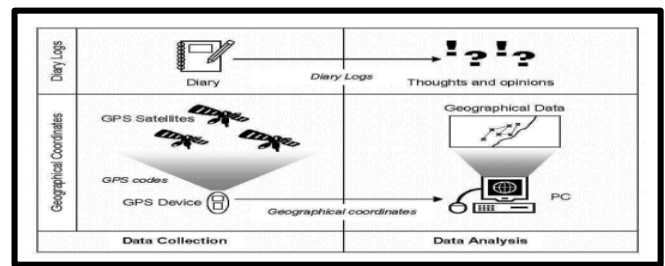 Diary Logs
Diary
Diary Logs
Thoughts and opinions
Geographical Coordinates
GPS Satellites
GPS codes
GPS Device
Geographical coordinates
Geographical Data
PC
Data Collection
Data Analysis